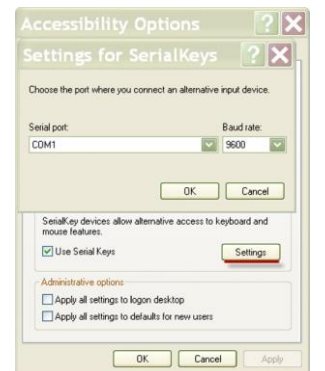 Accessibility Options
Settings for SerialKeys
Choose the port where you connect an alternative input device.
Serial port: Baud rate:
COM1 9600
OK Cancel
SerialKey devices allow alternative access to keyboard and
mouse features.
Use Serial Keys Settings
Administrative options
Apply all settings to logon desktop
Apply all settings to defaults for new users
OK Cancel Apply